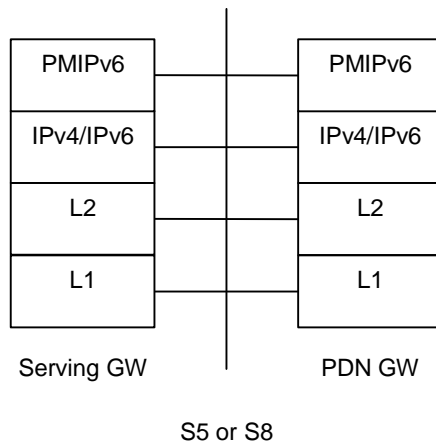 PMIPv6 PMIPv6
IPv4/IPv6 IPv4/IPv6
L2 L2
L1 L1
Serving GW PDN GW
S5 or S8